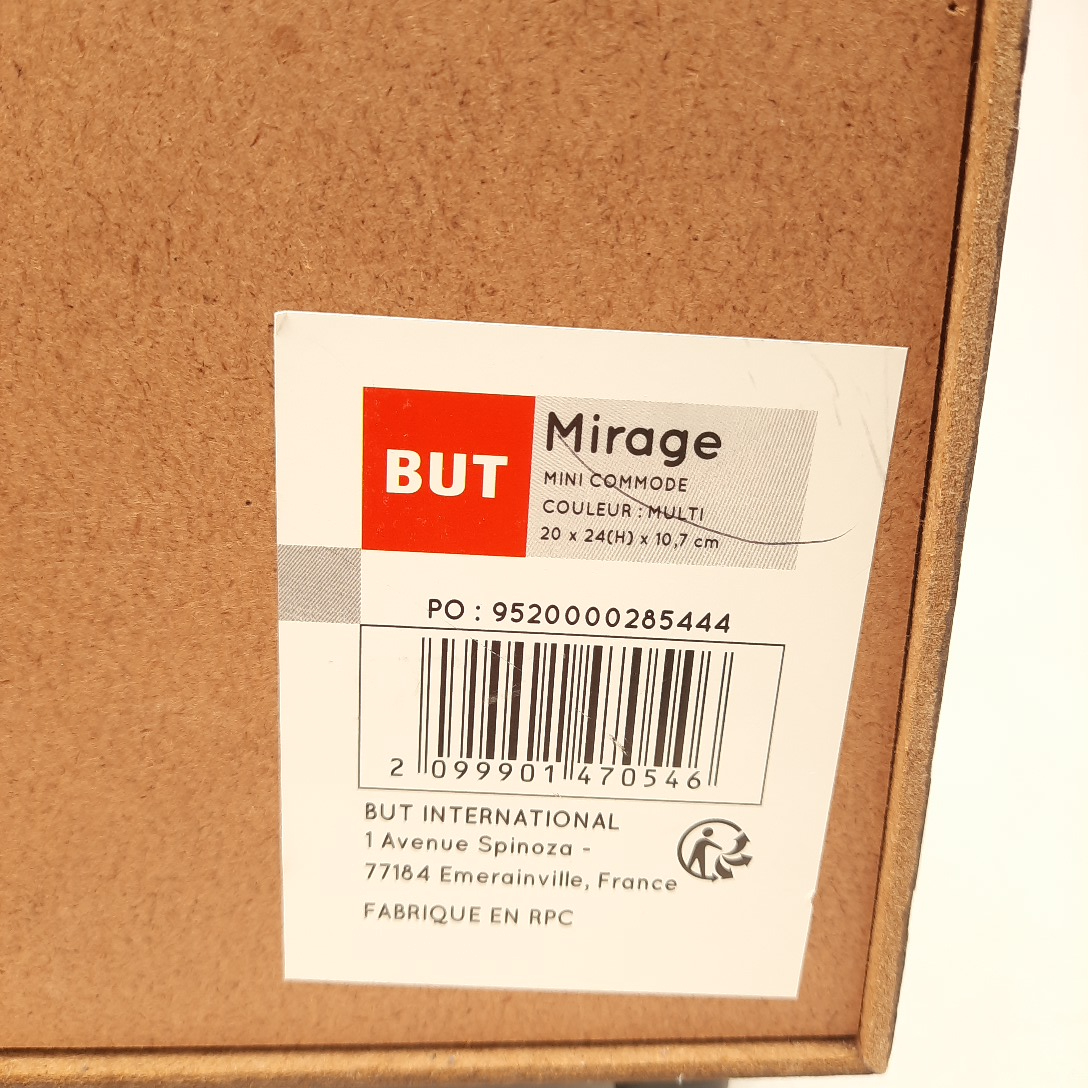 BUT
Mirage
MINI COMMODE
COULEUR : MULTI
20 x 24(H) x 10,7 cm
PO : 9520000285444
2 099901 470546
BUT INTERNATIONAL
1 Avenue Spinoza -
77184 Emerainville, France
FABRIQUE EN RPC